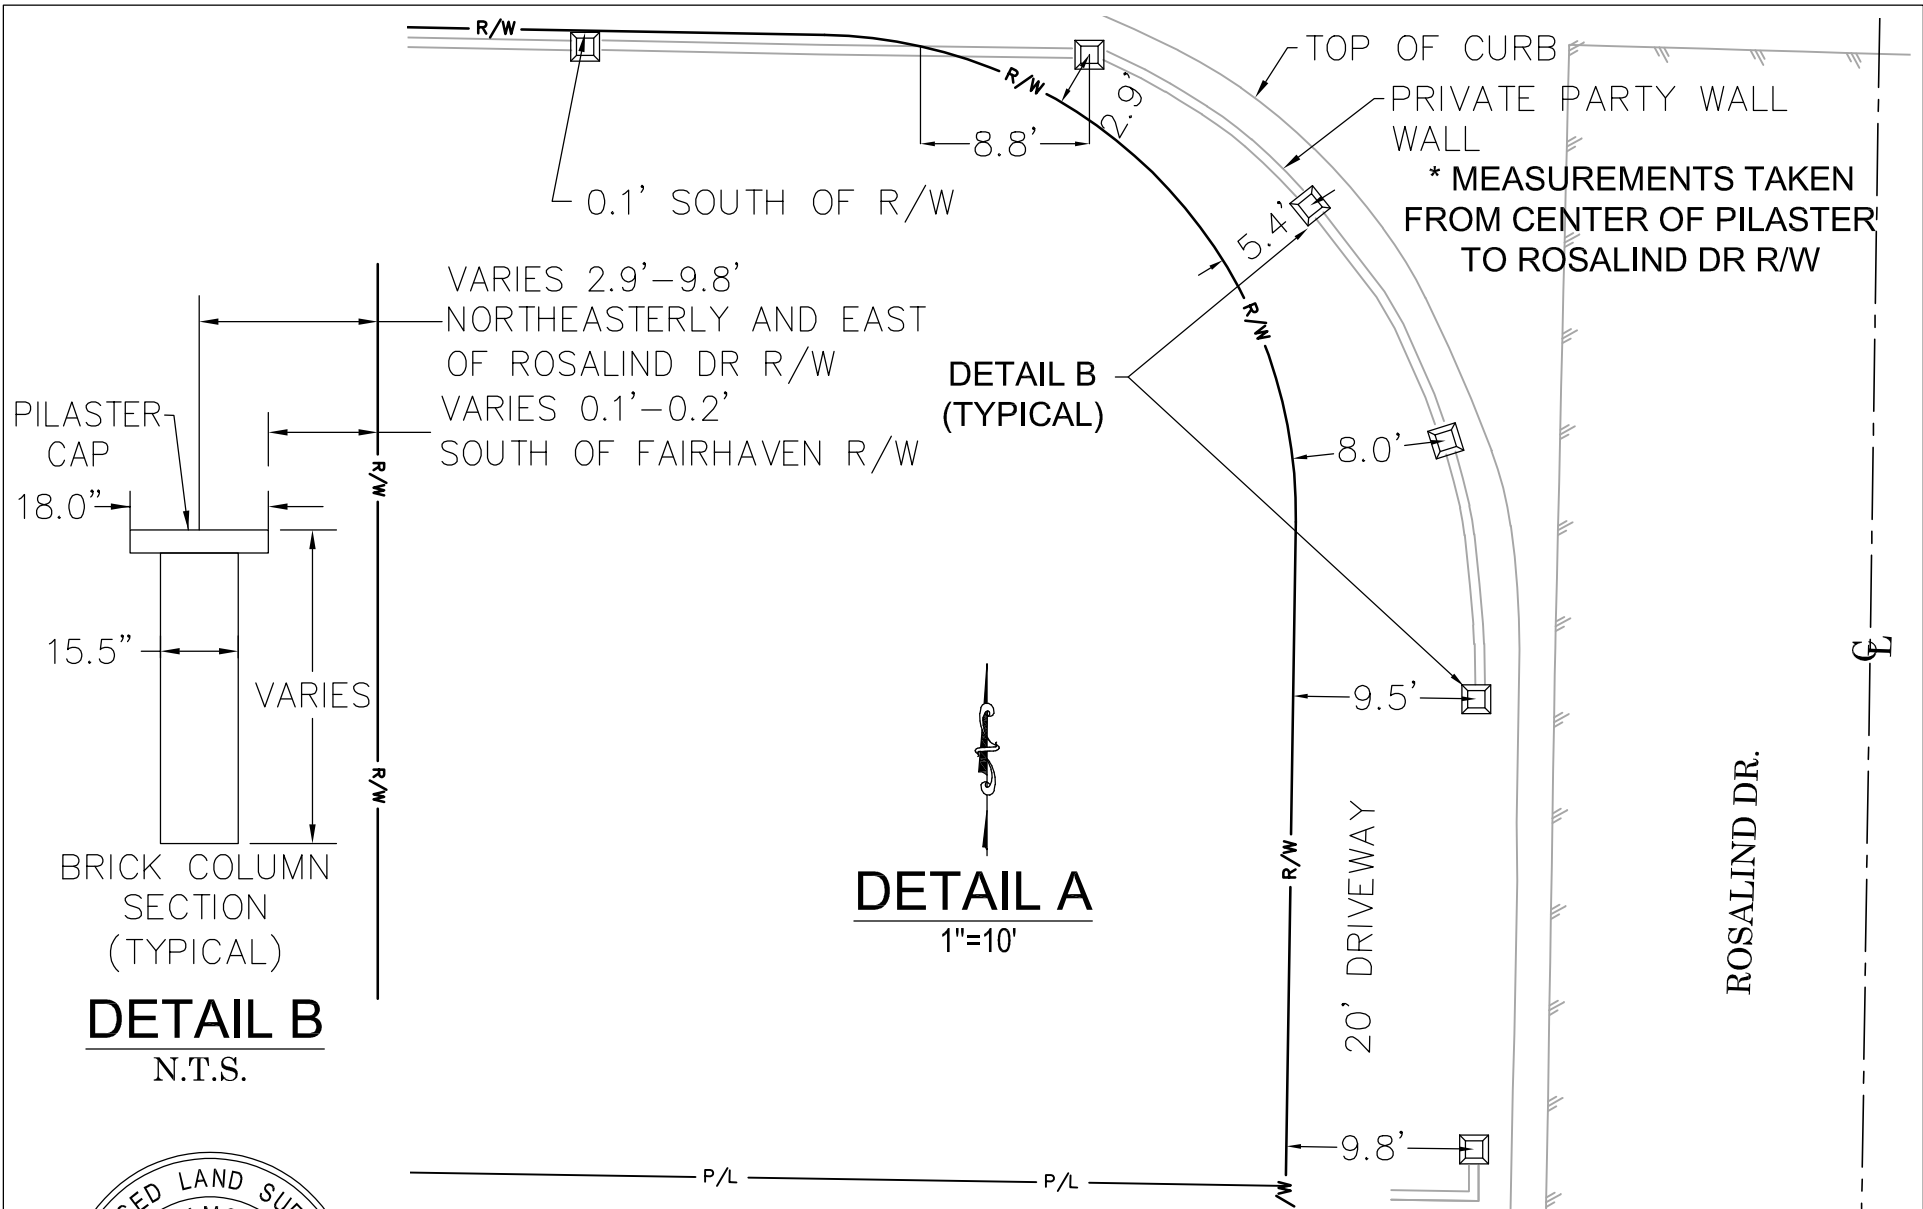 R/W
TOP OF CURB
R/W
2.9'
PRIVATE PARTY WALL
WALL
8.8'
* MEASUREMENTS TAKEN
FROM CENTER OF PILASTER
TO ROSALIND DR R/W
0.1' SOUTH OF R/W
5.4'
VARIES 2.9'-9.8'
NORTHEASTERLY AND EAST
OF ROSALIND DR R/W
R/W
VARIES 0.1'-0.2'
SOUTH OF FAIRHAVEN R/W
DETAIL B
(TYPICAL)
8.0'
PILASTER
CAP
R/W
18.0"
15.5"
VARIES
R/W
9.5'
C L
BRICK COLUMN
SECTION
(TYPICAL)
DETAIL B
N.T.S.
DETAIL A
1"=10'
R/W
20' DRIVEWAY
ROSALIND DR.
9.8'
P/L
P/L
LAND